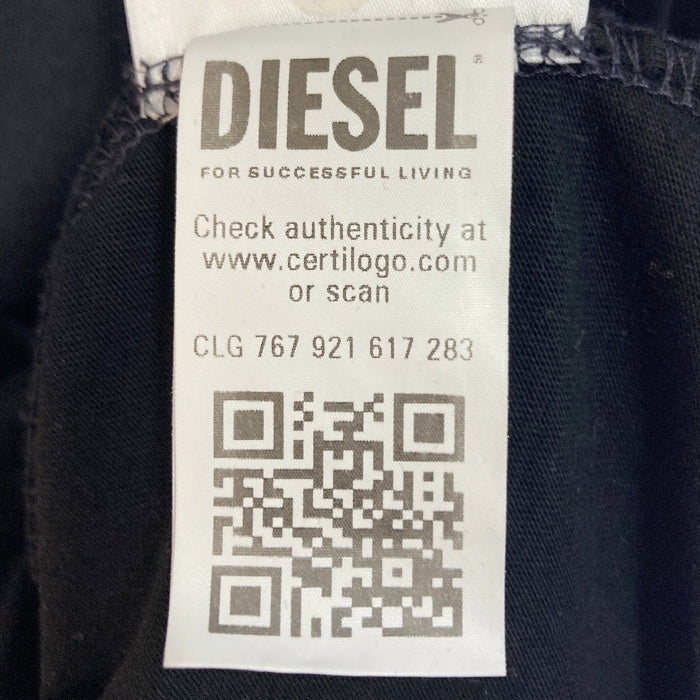 DIESEL®
FOR SUCCESSFUL LIVING
Check authenticity at
www.certilogo.com
or scan
CLG 767 921 617 283